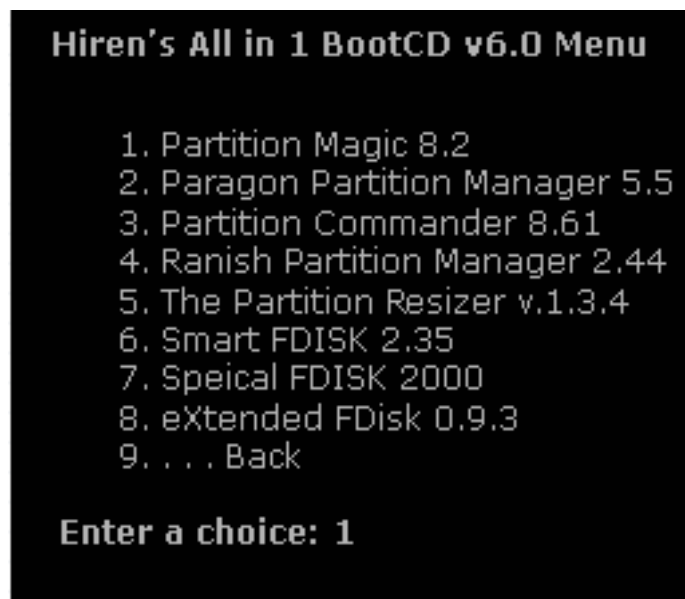 Hiren's All in 1 BootCD v6.0 Menu
1. Partition Magic 8.2
2. Paragon Partition Manager 5.5
3. Partition Commander 8.61
4. Ranish Partition Manager 2.44
5. The Partition Resizer v.1.3.4
6. Smart FDISK 2.35
7. Speical FDISK 2000
8. eXtended FDisk 0.9.3
9. . . . Back
Enter a choice: 1